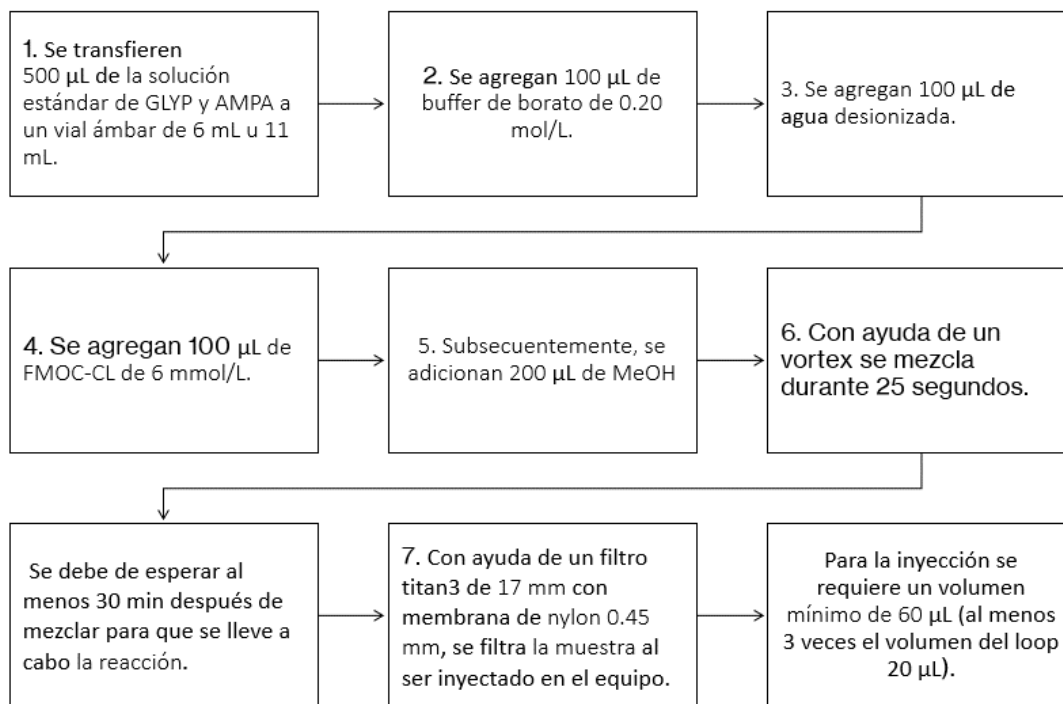 1. Se transfieren
500 µL de la solución
estándar de GLYP y AMPA a
un vial ámbar de 6 mL u 11
mL.
2. Se agregan 100 µL de
buffer de borato de 0.20
mol/L.
3. Se agregan 100 µL de
agua desionizada.
4. Se agregan 100 µL de
FMOC-CL de 6 mmol/L.
5. Subsecuentemente, se
adicionan 200 µL de MeOH
6. Con ayuda de un
vortex se mezcla
durante 25 segundos.
Se debe de esperar al
menos 30 min después de
mezclar para que se lleve a
cabo la reacción.
7. Con ayuda de un filtro
titan3 de 17 mm con
membrana de nylon 0.45
mm, se filtra la muestra al
ser inyectado en el equipo.
Para la inyección se
requiere un volumen
mínimo de 60 µL (al menos
3 veces el volumen del loop
20 µL).